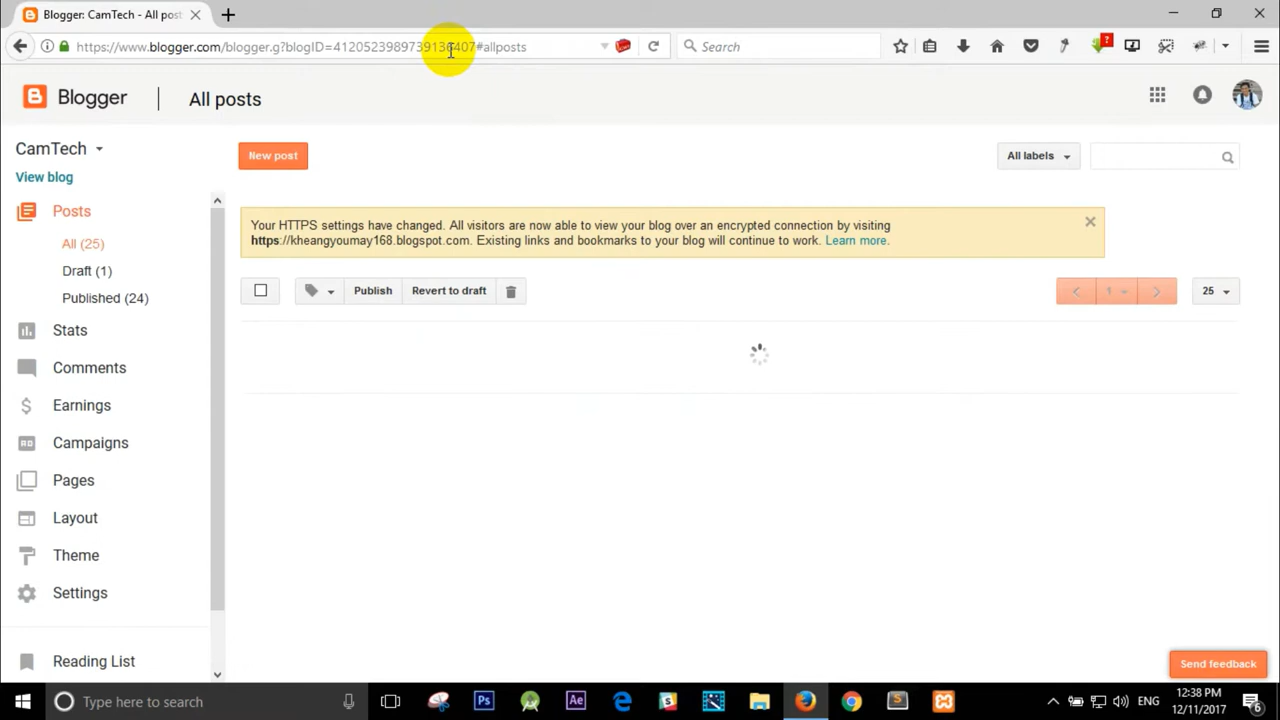 Blogger: CamTech - All post
https://www.blogger.com/blogger.g?blogID=4120523989739136407#allposts
Search
?
Blogger
All posts
CamTech
View blog
New post
All labels
Posts
All (25)
Draft (1)
Published (24)
Your HTTPS settings have changed. All visitors are now able to view your blog over an encrypted connection by visiting
https://kheangyoumay168.blogspot.com. Existing links and bookmarks to your blog will continue to work. Learn more.
Publish
Revert to draft
1
25
Stats
Comments
Earnings
Campaigns
Pages
Layout
Theme
Settings
Reading List
Send feedback
Type here to search
Ps
Ae
S
ENG
12:38 PM
12/11/2017
6